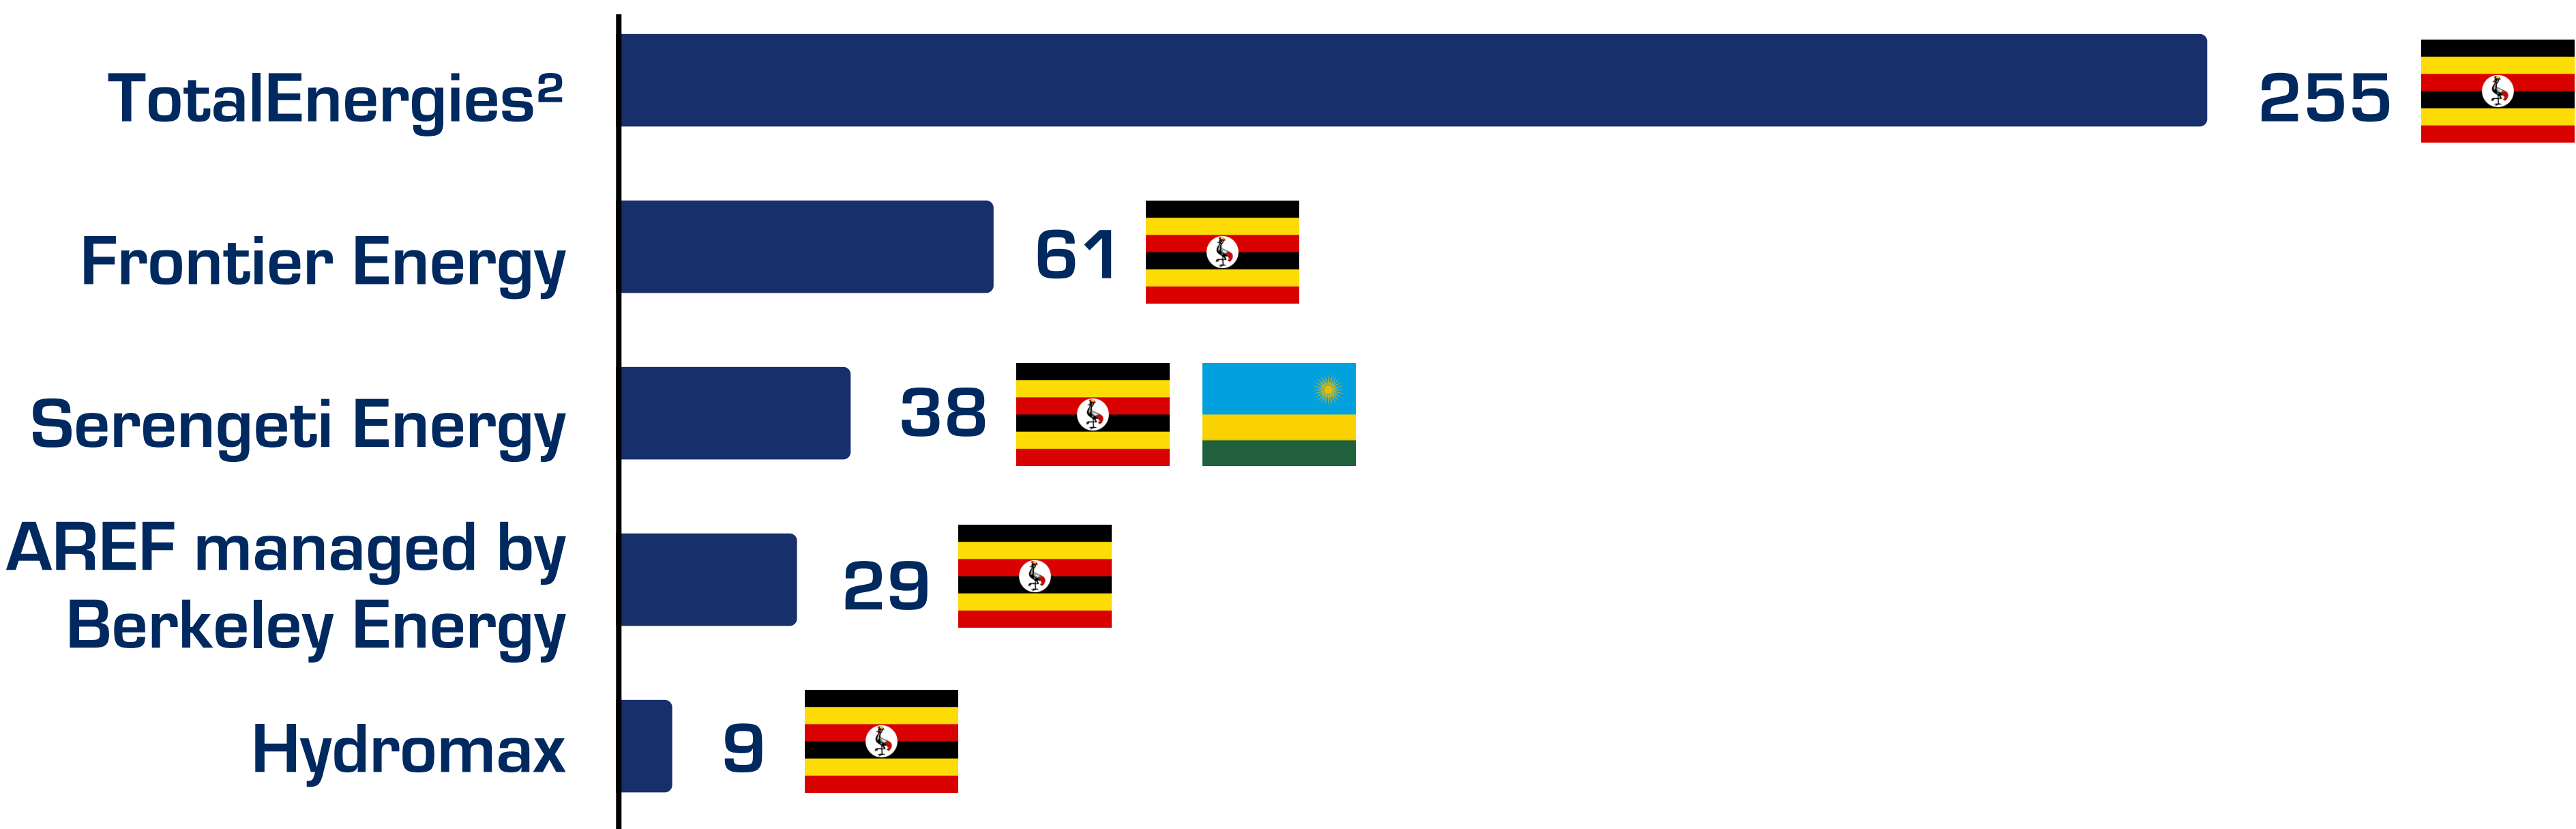 TotalEnergies²
255
Frontier Energy
61
Serengeti Energy
38
AREF managed by
Berkeley Energy
29
Hydromax
9